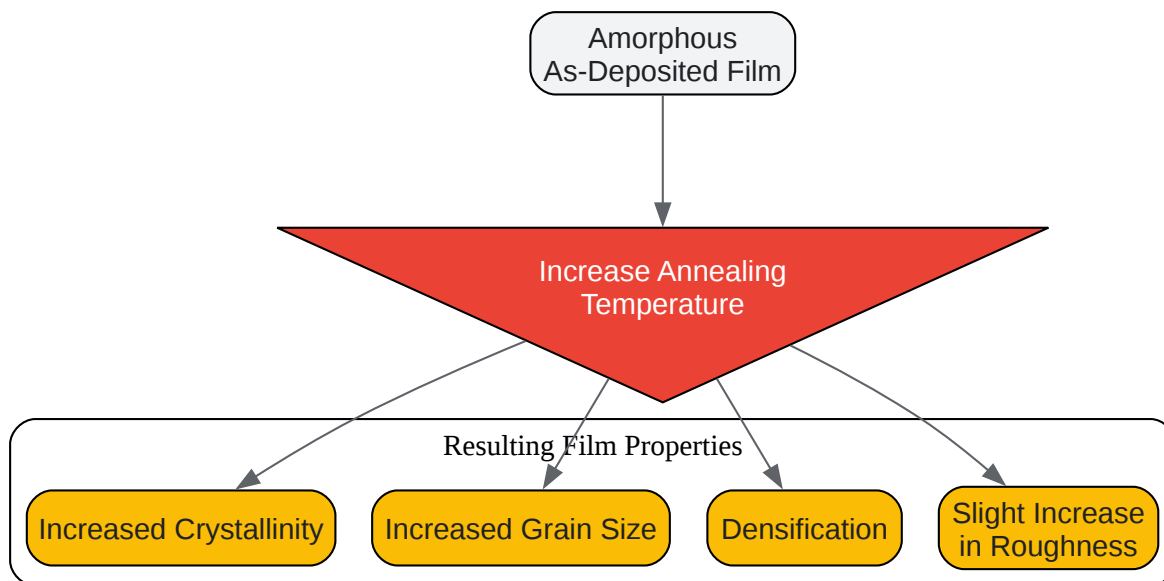 Amorphous
As-Deposited Film
Increase Annealing
Temperature
Resulting Film Properties
Increased Crystallinity
Increased Grain Size
Densification
Slight Increase
in Roughness